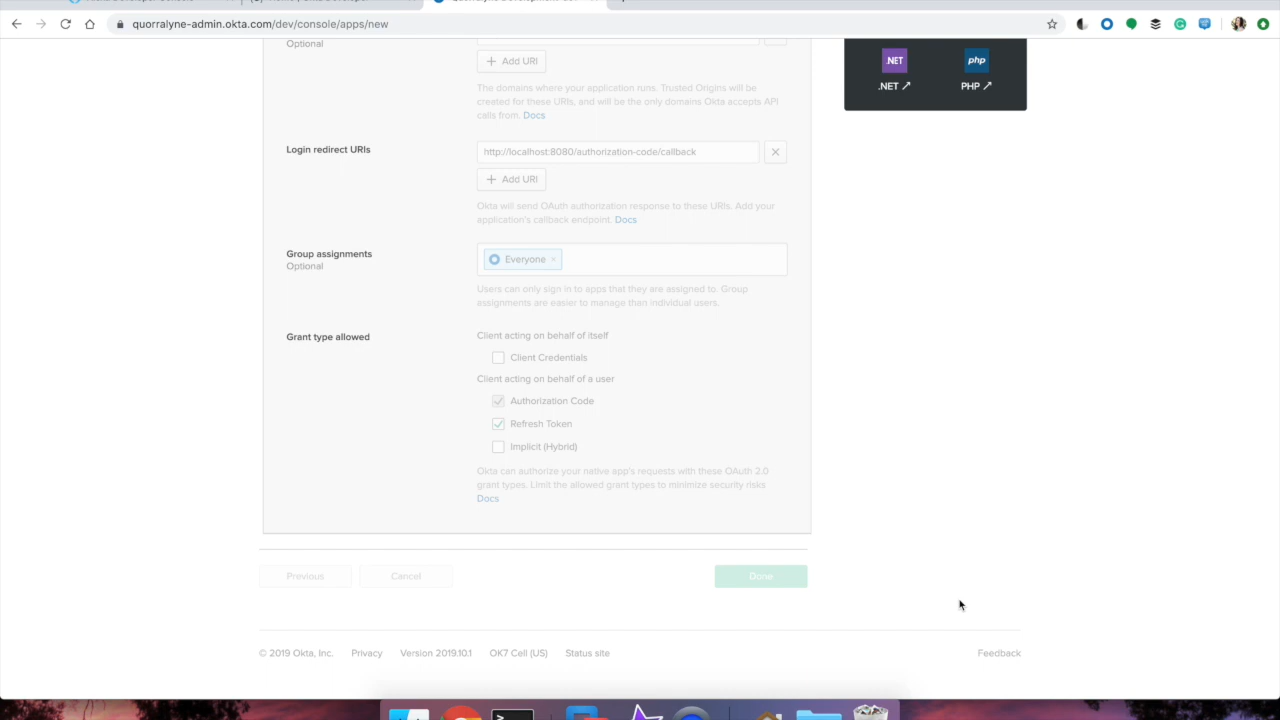 quorralyne-admin.okta.com/dev/console/apps/new
Optional
+ Add URI
The domains where your application runs. Trusted Origins will be
created for these URIs, and will be the only domains Okta accepts API
calls from. Docs
Login redirect URIs
http://localhost:8080/authorization-code/callback
+ Add URI
Okta will send OAuth authorization response to these URIs. Add your
application's callback endpoint. Docs
Group assignments
Optional
Everyone ×
Users can only sign in to apps that they are assigned to. Group
assignments are easier to manage than individual users.
Grant type allowed
Client acting on behalf of itself
Client Credentials
Client acting on behalf of a user
Authorization Code
Refresh Token
Implicit (Hybrid)
Okta can authorize your native app's requests with these OAuth 2.0
grant types. Limit the allowed grant types to minimize security risks
Docs
.NET
php
.NET ↗
PHP ↗
Previous
Cancel
Done
© 2019 Okta, Inc.
Privacy
Version 2019.10.1
OK7 Cell (US)
Status site
Feedback